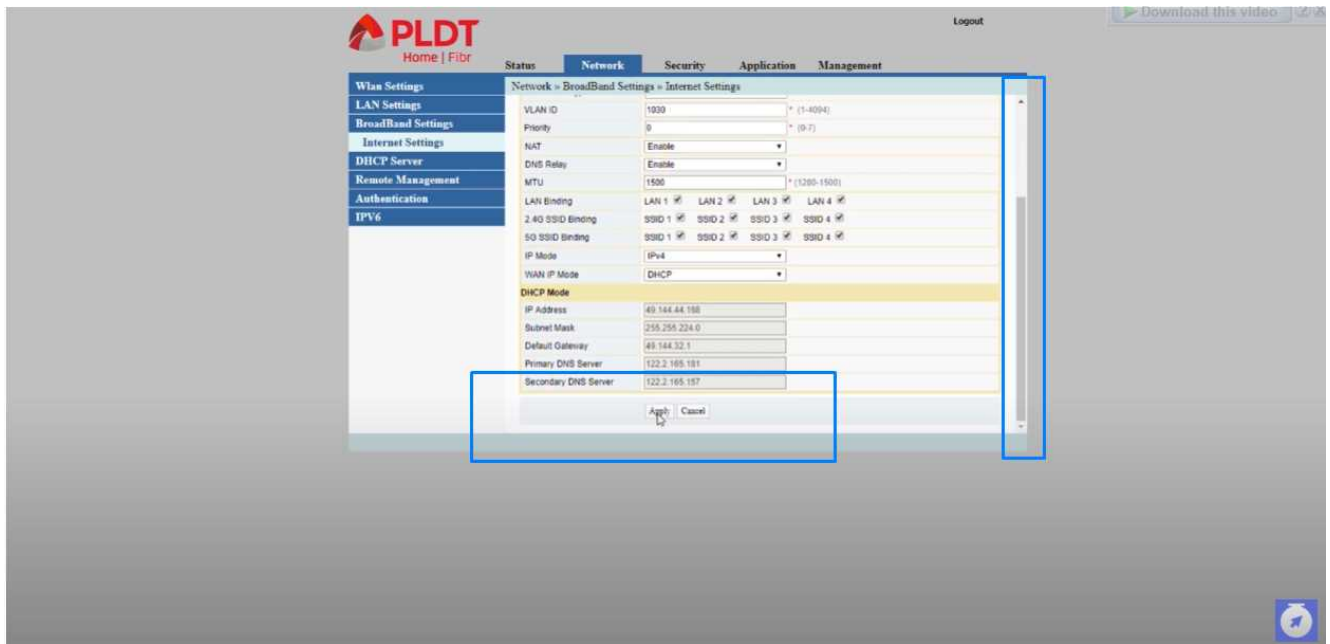 Download this video ? X
PLDT
Home | Fibr
Logout
Status Network Security Application Management
Wlan Settings
LAN Settings
BroadBand Settings
Internet Settings
DHCP Server
Remote Management
Authentication
IPV6
Network » BroadBand Settings » Internet Settings
VLAN ID 1030 * (1-4094)
Priority 0 * (0-7)
NAT Enable
DNS Relay Enable
MTU 1500 * (1280-1500)
LAN Binding LAN 1 LAN 2 LAN 3 LAN 4
2.4G SSID Binding SSID 1 SSID 2 SSID 3 SSID 4
5G SSID Binding SSID 1 SSID 2 SSID 3 SSID 4
IP Mode IPv4
WAN IP Mode DHCP
DHCP Mode
IP Address
Subnet Mask 255.255.224.0
Default Gateway 49.144.32.1
Primary DNS Server 122.2.165.181
Secondary DNS Server 122.2.165.157
Apply Cancel